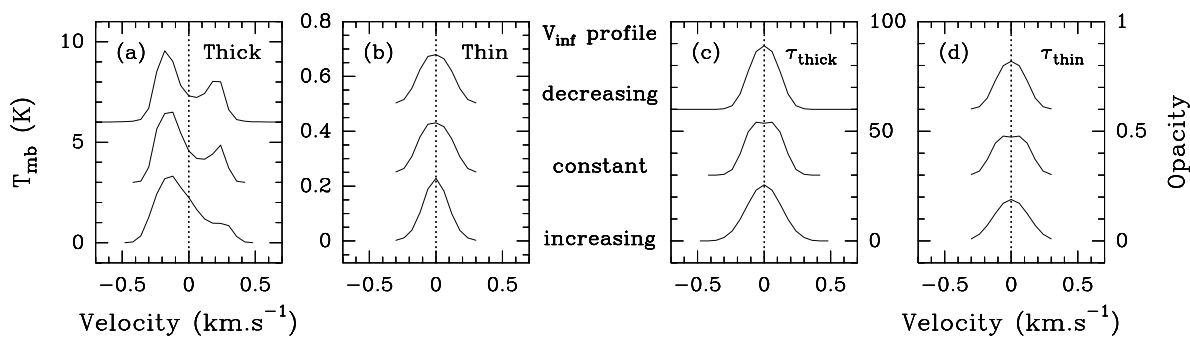 (a) Thick
(b) Thin
V_inf profile
(c) τ_thick
(d) τ_thin
decreasing
constant
increasing
T_mb (K)
10
5
0
0.8
0.6
0.4
0.2
0
100
50
0
1
0.5
0
Opacity
−0.5 0 0.5
−0.5 0 0.5
−0.5 0 0.5
−0.5 0 0.5
Velocity (km.s⁻¹)
Velocity (km.s⁻¹)